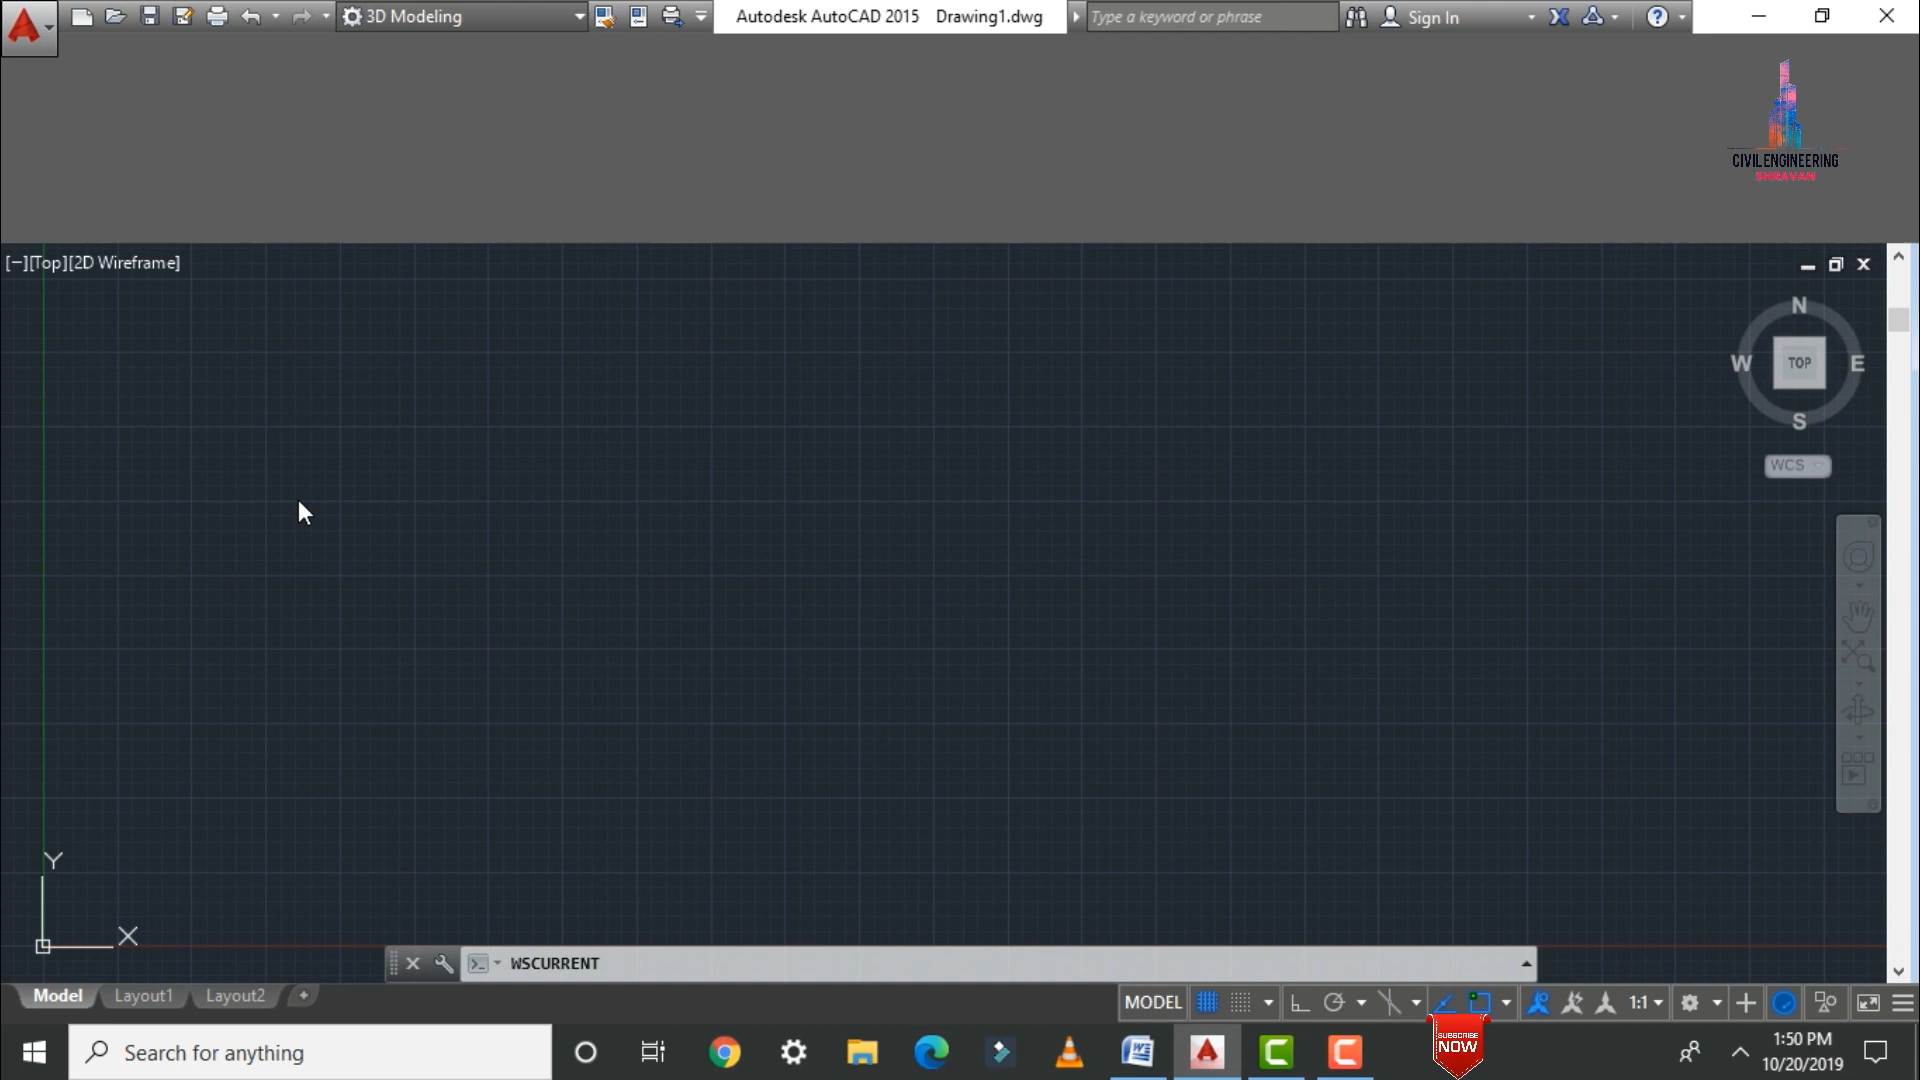 3D Modeling
Autodesk AutoCAD 2015 Drawing1.dwg
Type a keyword or phrase
Sign In
CIVILENGINEERING
SHRAVAN
[−][Top][2D Wireframe]
N
W TOP E
S
WCS
Y
X
WSCURRENT
Model Layout1 Layout2
MODEL 1:1
Search for anything
SUBSCRIBE
NOW
1:50 PM
10/20/2019